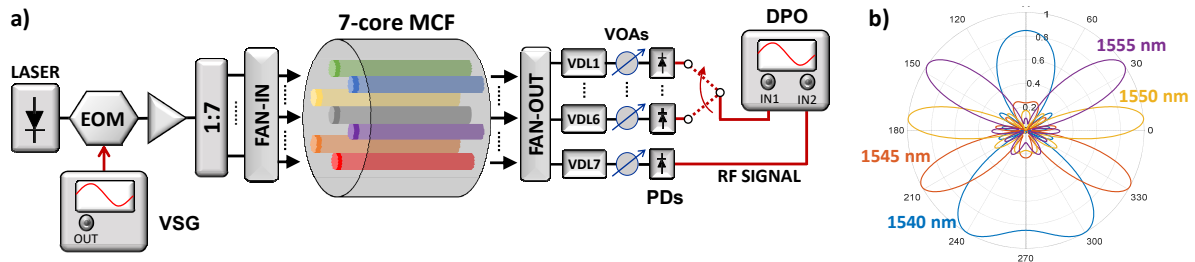 a)
7-core MCF
LASER
EOM
VSG
OUT
1:7
FAN-IN
FAN-OUT
VOAs
VDL1
VDL6
VDL7
PDs
RF SIGNAL
DPO
IN1
IN2
b)
120
60
150
30
180
0
210
330
240
300
270
1
0.8
0.6
0.4
0.2
1555 nm
1550 nm
1545 nm
1540 nm